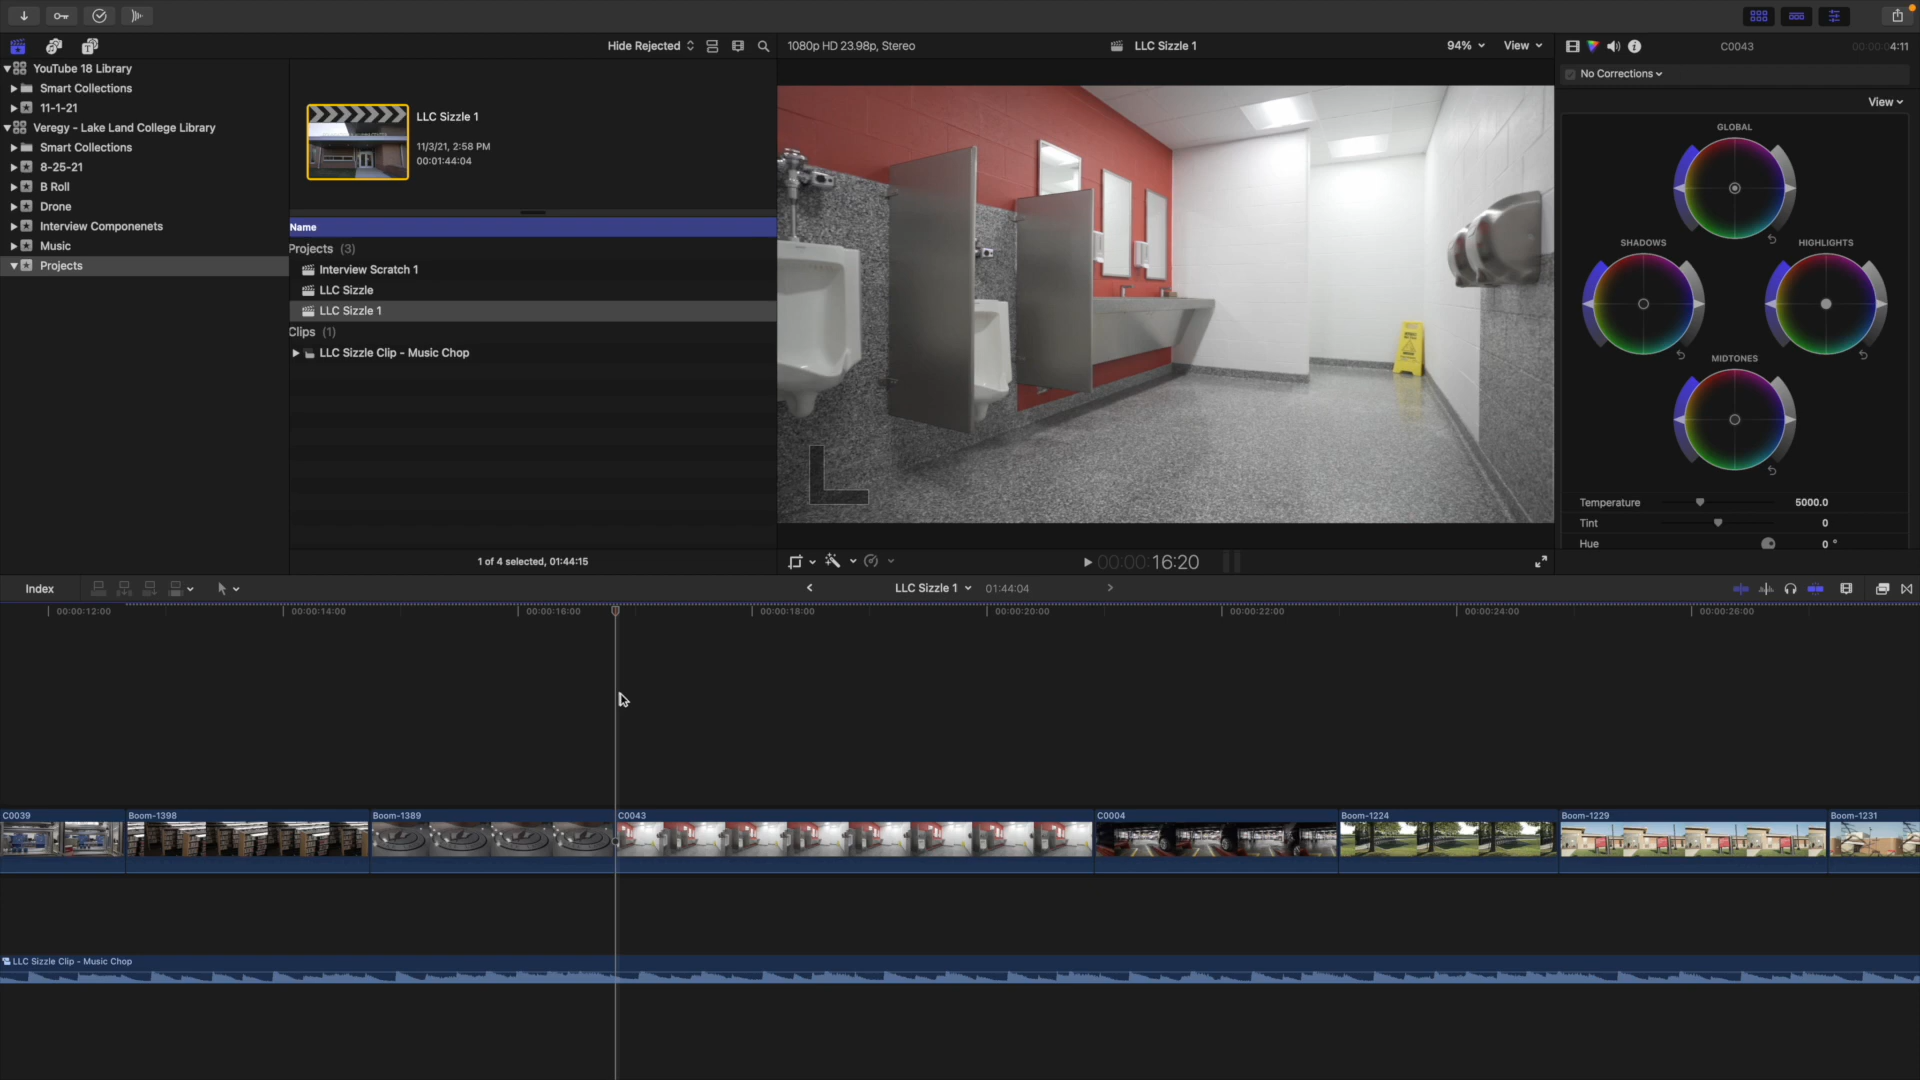 Hide Rejected
1080p HD 23.98p, Stereo
LLC Sizzle 1
94%
View
C0043
00:00:04:11
YouTube 18 Library
Smart Collections
11-1-21
Veregy - Lake Land College Library
Smart Collections
8-25-21
B Roll
Drone
Interview Componenets
Music
Projects
LLC Sizzle 1
11/3/21, 2:58 PM
00:01:44:04
Name
Projects (3)
Interview Scratch 1
LLC Sizzle
LLC Sizzle 1
Clips (1)
LLC Sizzle Clip - Music Chop
1 of 4 selected, 01:44:15
No Corrections
View
GLOBAL
SHADOWS
HIGHLIGHTS
MIDTONES
Temperature 5000.0
Tint 0
Hue 0 °
00:00:16:20
Index
LLC Sizzle 1
01:44:04
00:00:12:00
00:00:14:00
00:00:16:00
00:00:18:00
00:00:20:00
00:00:22:00
00:00:24:00
00:00:26:00
C0039
Boom-1398
Boom-1389
C0043
C0004
Boom-1224
Boom-1229
Boom-1231
LLC Sizzle Clip - Music Chop